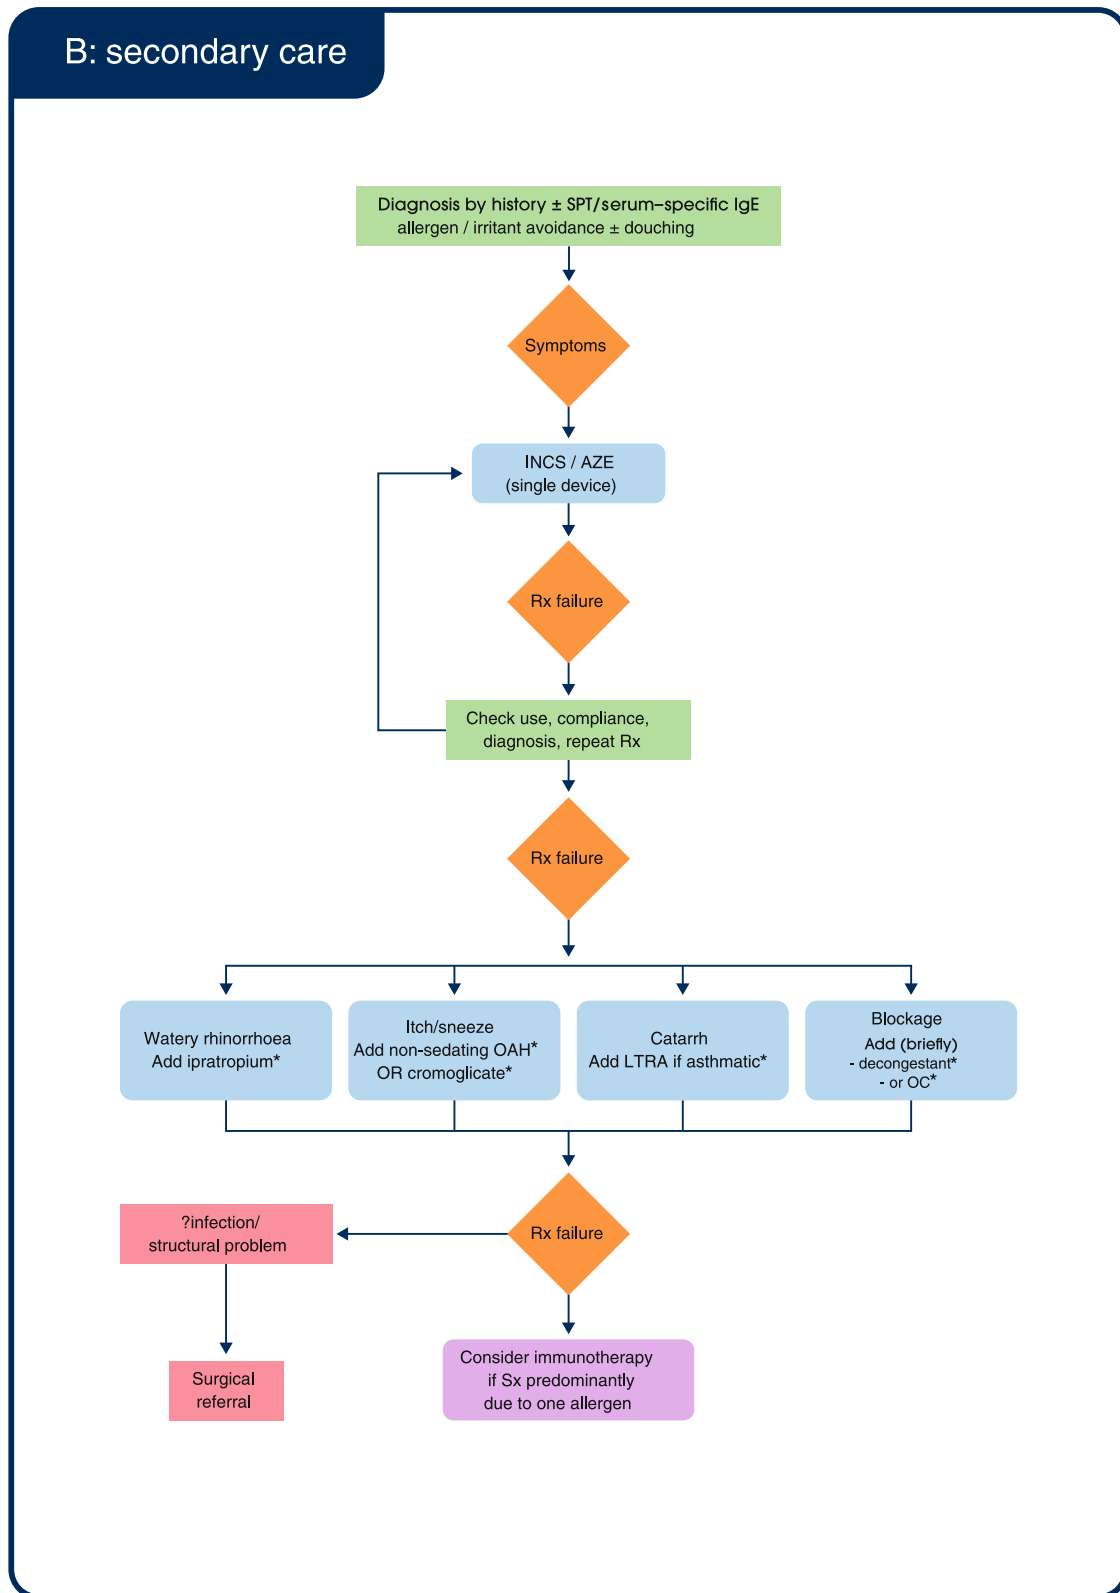 B: secondary care
Diagnosis by history ± SPT/serum–specific IgE
allergen / irritant avoidance ± douching
Symptoms
INCS / AZE
(single device)
Rx failure
Check use, compliance,
diagnosis, repeat Rx
Rx failure
Watery rhinorrhoea
Add ipratropium*
Itch/sneeze
Add non-sedating OAH*
OR cromoglicate*
Catarrh
Add LTRA if asthmatic*
Blockage
Add (briefly)
- decongestant*
- or OC*
?infection/
structural problem
Rx failure
Surgical
referral
Consider immunotherapy
if Sx predominantly
due to one allergen